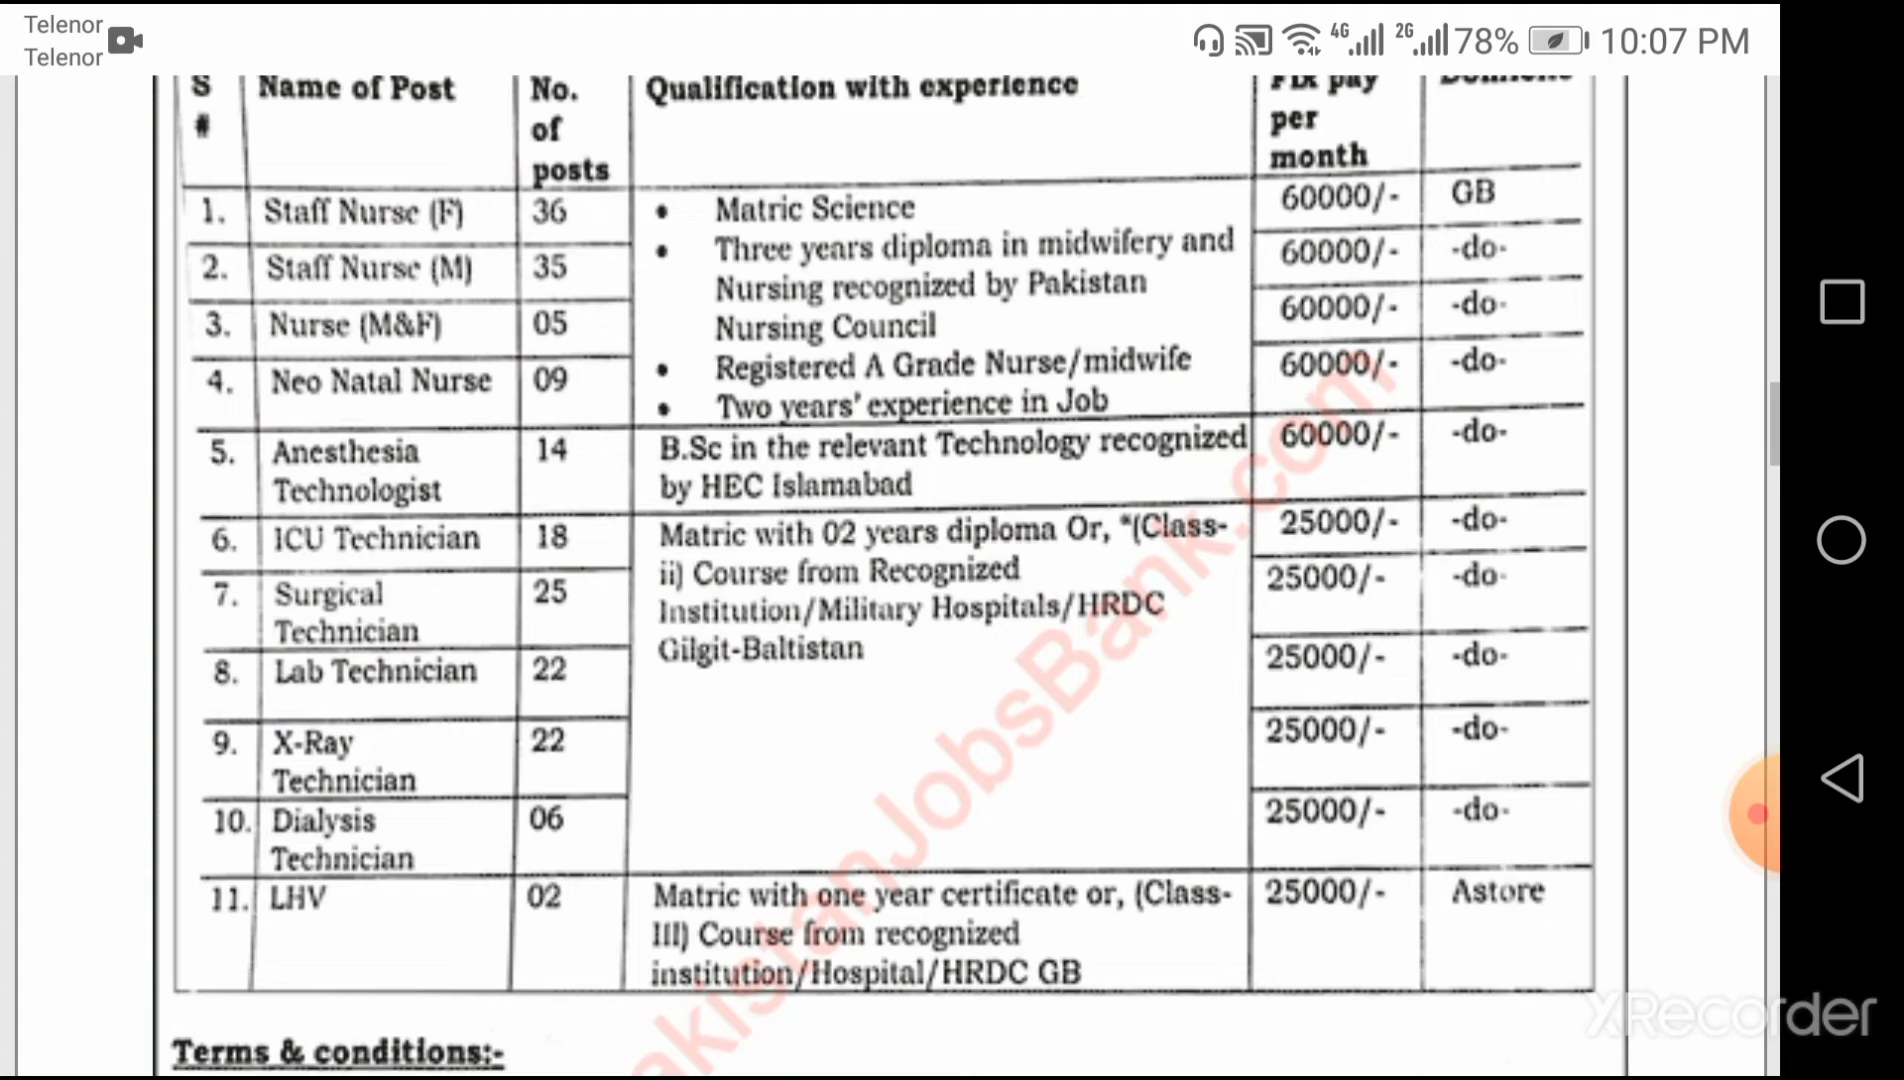 Telenor
Telenor
4G 2G 78% 10:07 PM
S # Name of Post No. of posts Qualification with experience Fix pay per month
1. Staff Nurse (F) 36 60000/- GB
2. Staff Nurse (M) 35 60000/- -do-
3. Nurse (M&F) 05 60000/- -do-
4. Neo Natal Nurse 09 60000/- -do-
• Matric Science
• Three years diploma in midwifery and
Nursing recognized by Pakistan
Nursing Council
• Registered A Grade Nurse/midwife
• Two years' experience in Job
5. Anesthesia Technologist 14 B.Sc in the relevant Technology recognized 60000/- -do-
by HEC Islamabad
6. ICU Technician 18 25000/- -do-
7. Surgical Technician 25 25000/- -do-
8. Lab Technician 22 25000/- -do-
9. X-Ray Technician 22 25000/- -do-
10. Dialysis Technician 06 25000/- -do-
Matric with 02 years diploma Or, *(Class-
ii) Course from Recognized
Institution/Military Hospitals/HRDC
Gilgit-Baltistan
11. LHV 02 Matric with one year certificate or, (Class- 25000/- Astore
III) Course from recognized
institution/Hospital/HRDC GB
Terms & conditions:-
akistanJobsBank.com
XRecorder